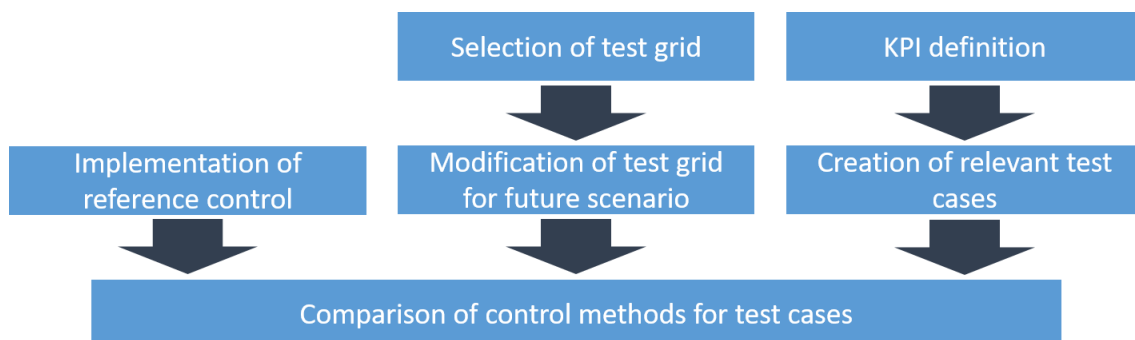 Selection of test grid
KPI definition
Implementation of
reference control
Modification of test grid
for future scenario
Creation of relevant test
cases
Comparison of control methods for test cases